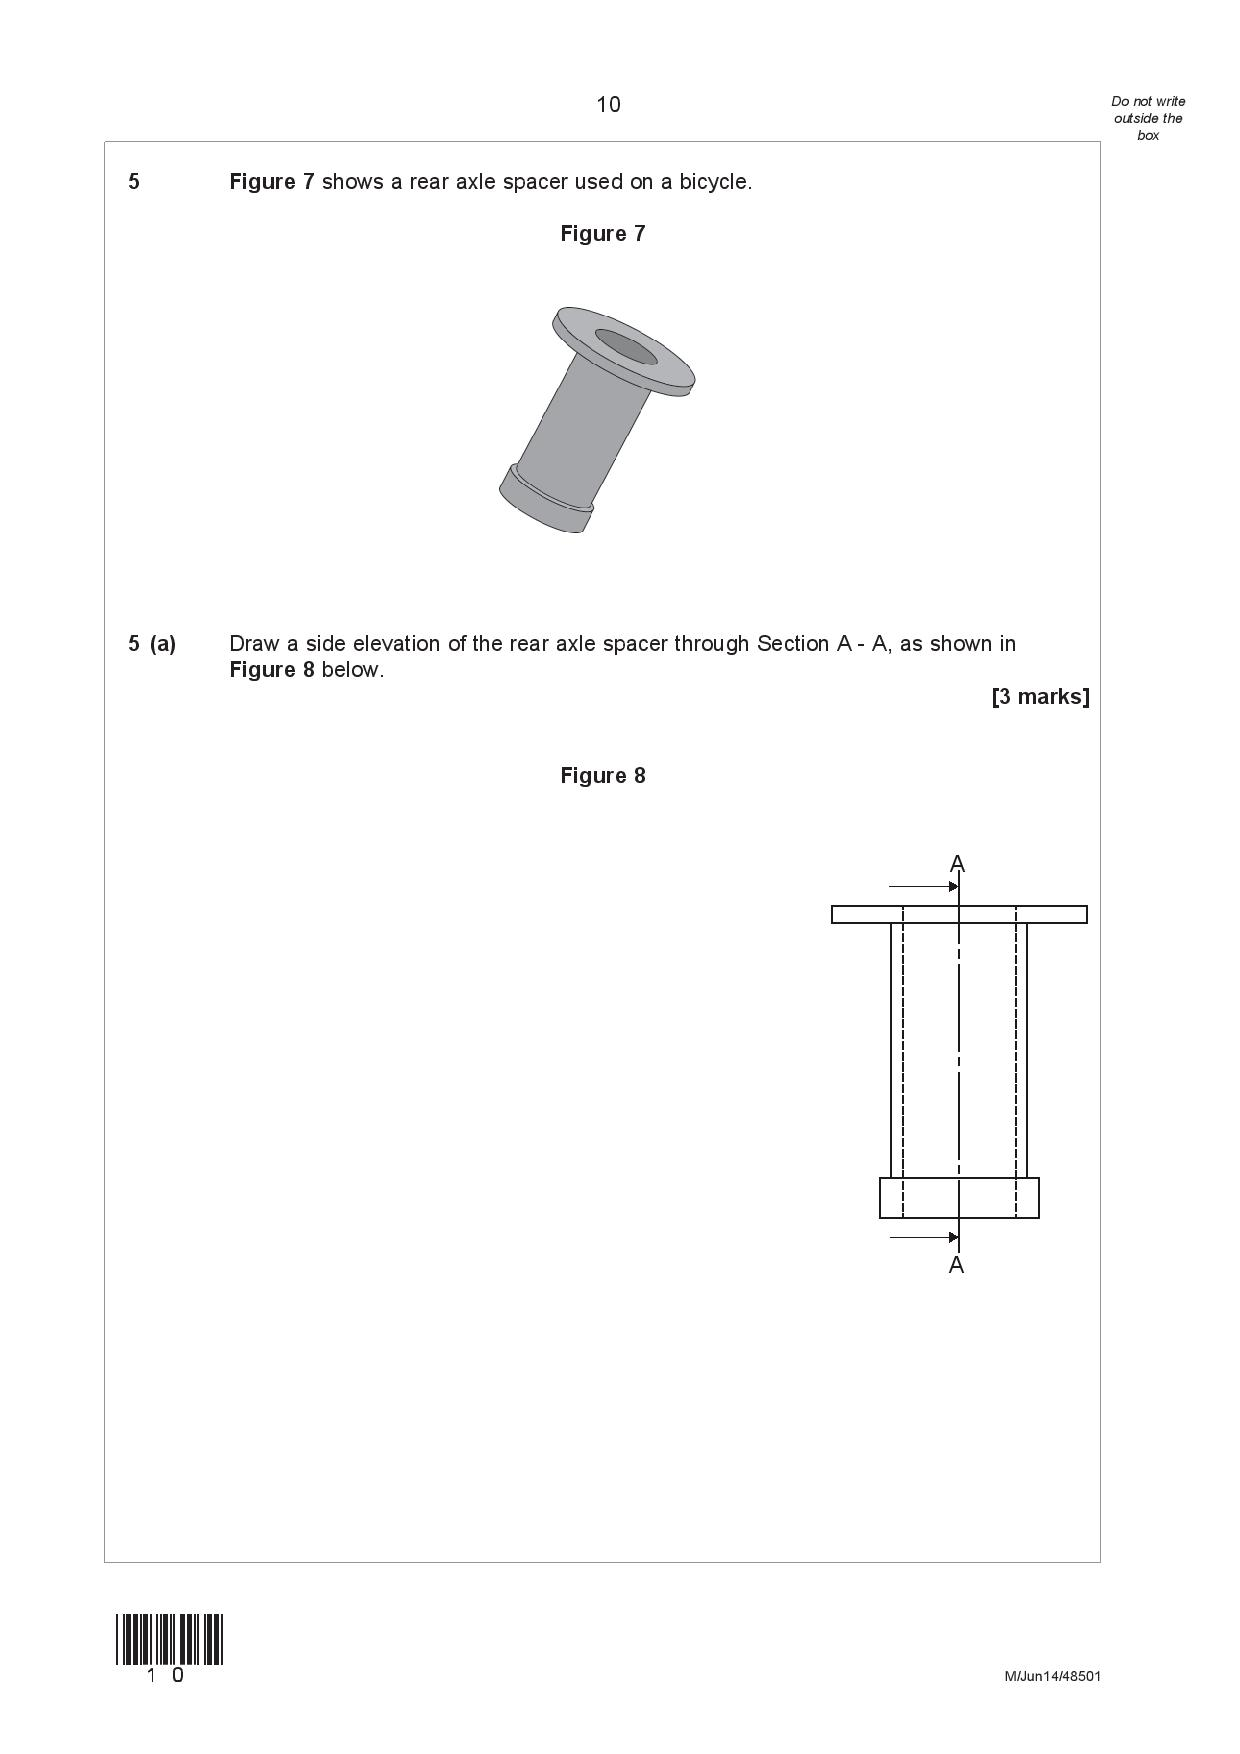 10
Do not write
outside the
box
5 Figure 7 shows a rear axle spacer used on a bicycle.
Figure 7
5 (a) Draw a side elevation of the rear axle spacer through Section A - A, as shown in
Figure 8 below.
[3 marks]
Figure 8
A
A
1 0
M/Jun14/48501